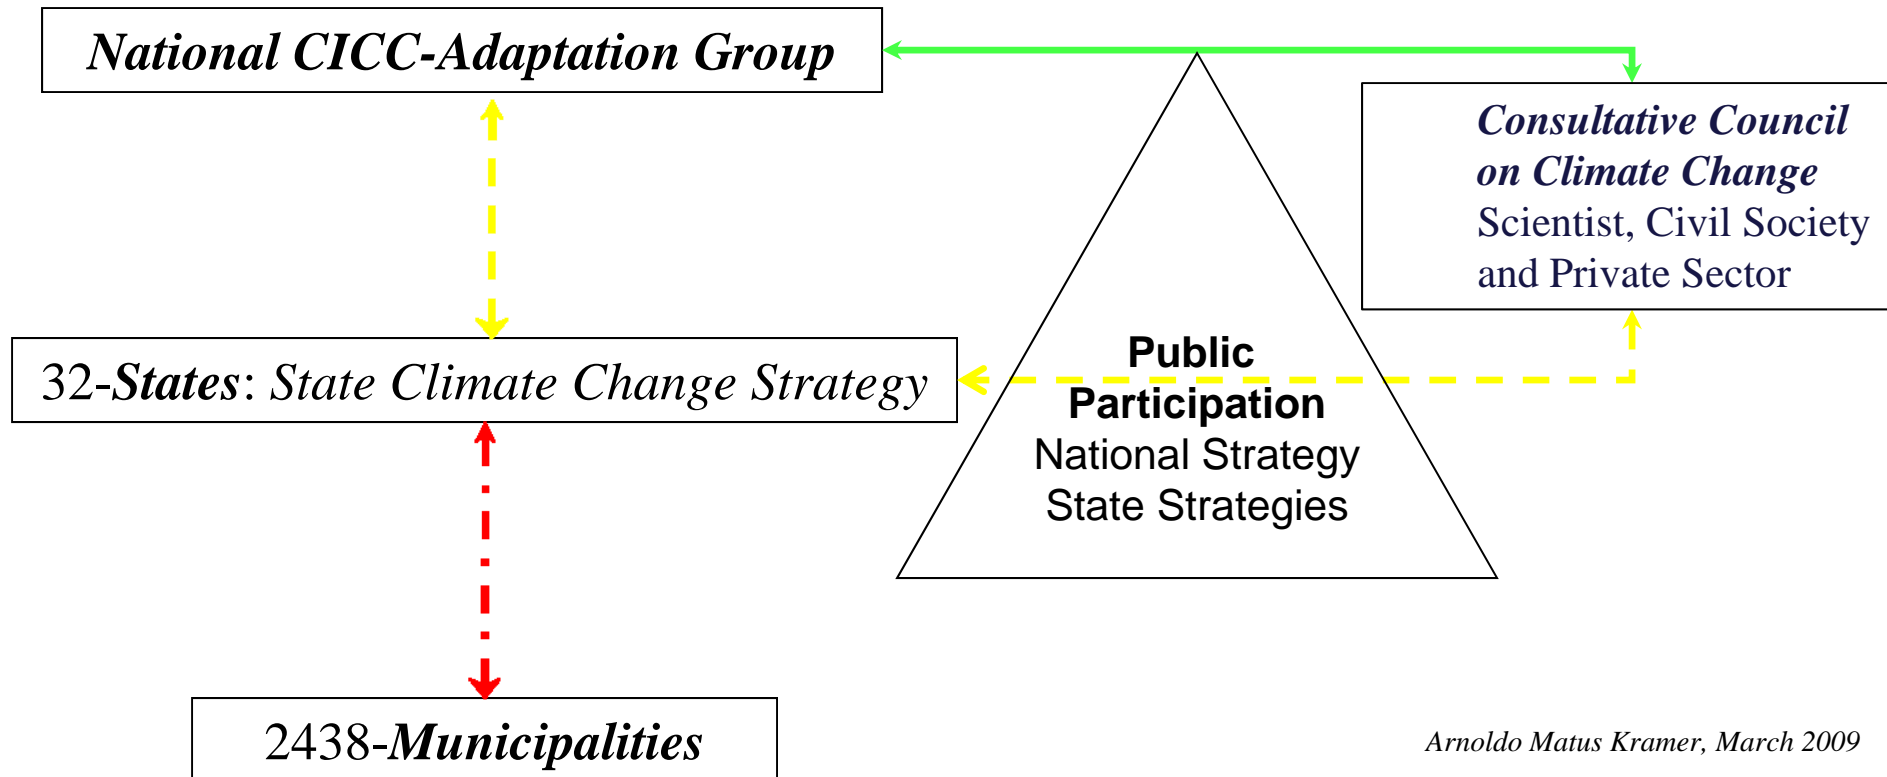 National CICC-Adaptation Group
Consultative Council
on Climate Change
Scientist, Civil Society
and Private Sector
32-States: State Climate Change Strategy
Public
Participation
National Strategy
State Strategies
2438-Municipalities
Arnoldo Matus Kramer, March 2009